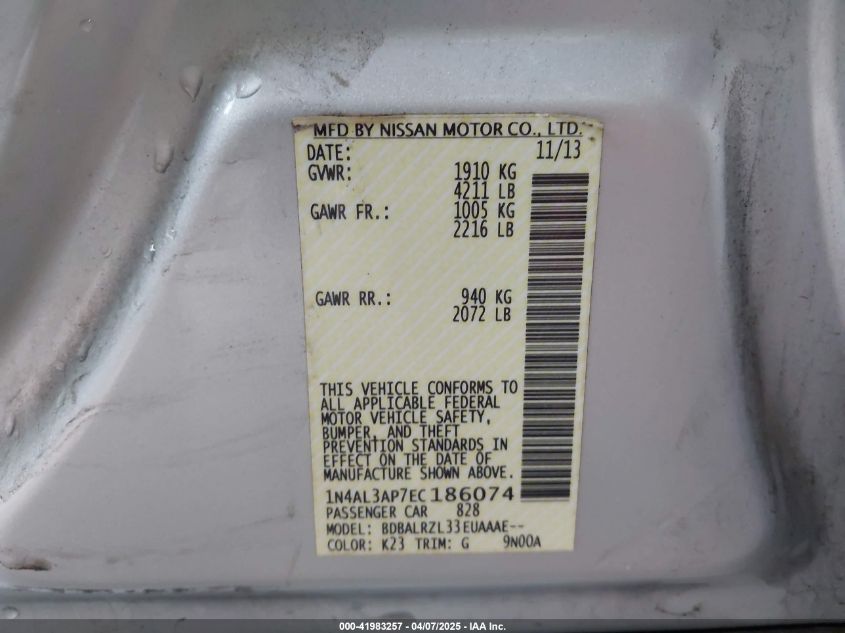 MFD BY NISSAN MOTOR CO., LTD.
DATE: 11/13
GVWR: 1910 KG
4211 LB
GAWR FR.: 1005 KG
2216 LB
GAWR RR.: 940 KG
2072 LB
THIS VEHICLE CONFORMS TO
ALL APPLICABLE FEDERAL
MOTOR VEHICLE SAFETY,
BUMPER, AND THEFT
PREVENTION STANDARDS IN
EFFECT ON THE DATE OF
MANUFACTURE SHOWN ABOVE.
1N4AL3AP7EC186074
PASSENGER CAR 828
MODEL: BDBALRZL33EUAAAE--
COLOR: K23 TRIM: G 9N00A
000-41983257 - 04/07/2025 - IAA Inc.